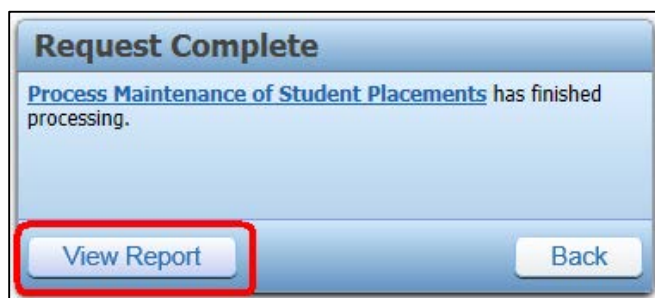 Request Complete
Process Maintenance of Student Placements has finished
processing.
View Report
Back